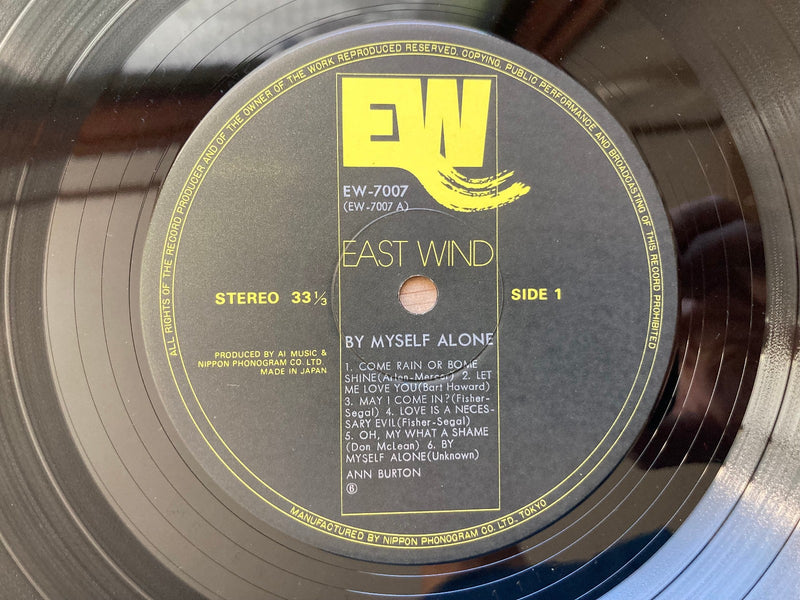 ALL RIGHTS OF THE RECORD PRODUCER AND OF THE OWNER OF THE WORK REPRODUCED RESERVED. COPYING, PUBLIC PERFORMANCE AND BROADCASTING OF THIS RECORD PROHIBITED
EW
EW-7007
(EW-7007 A)
EAST WIND
STEREO 33 1/3
SIDE 1
BY MYSELF ALONE
PRODUCED BY AI MUSIC &
NIPPON PHONOGRAM CO. LTD.
MADE IN JAPAN
1. COME RAIN OR BOME
SHINE(Arlen-Mercer) 2. LET
ME LOVE YOU(Bart Haward)
3. MAY I COME IN?(Fisher-
Segal) 4. LOVE IS A NECES-
SARY EVIL(Fisher-Segal)
5. OH, MY WHAT A SHAME
(Don McLean) 6. BY
MYSELF ALONE(Unknown)
ANN BURTON
MANUFACTURED BY NIPPON PHONOGRAM CO. LTD. TOKYO